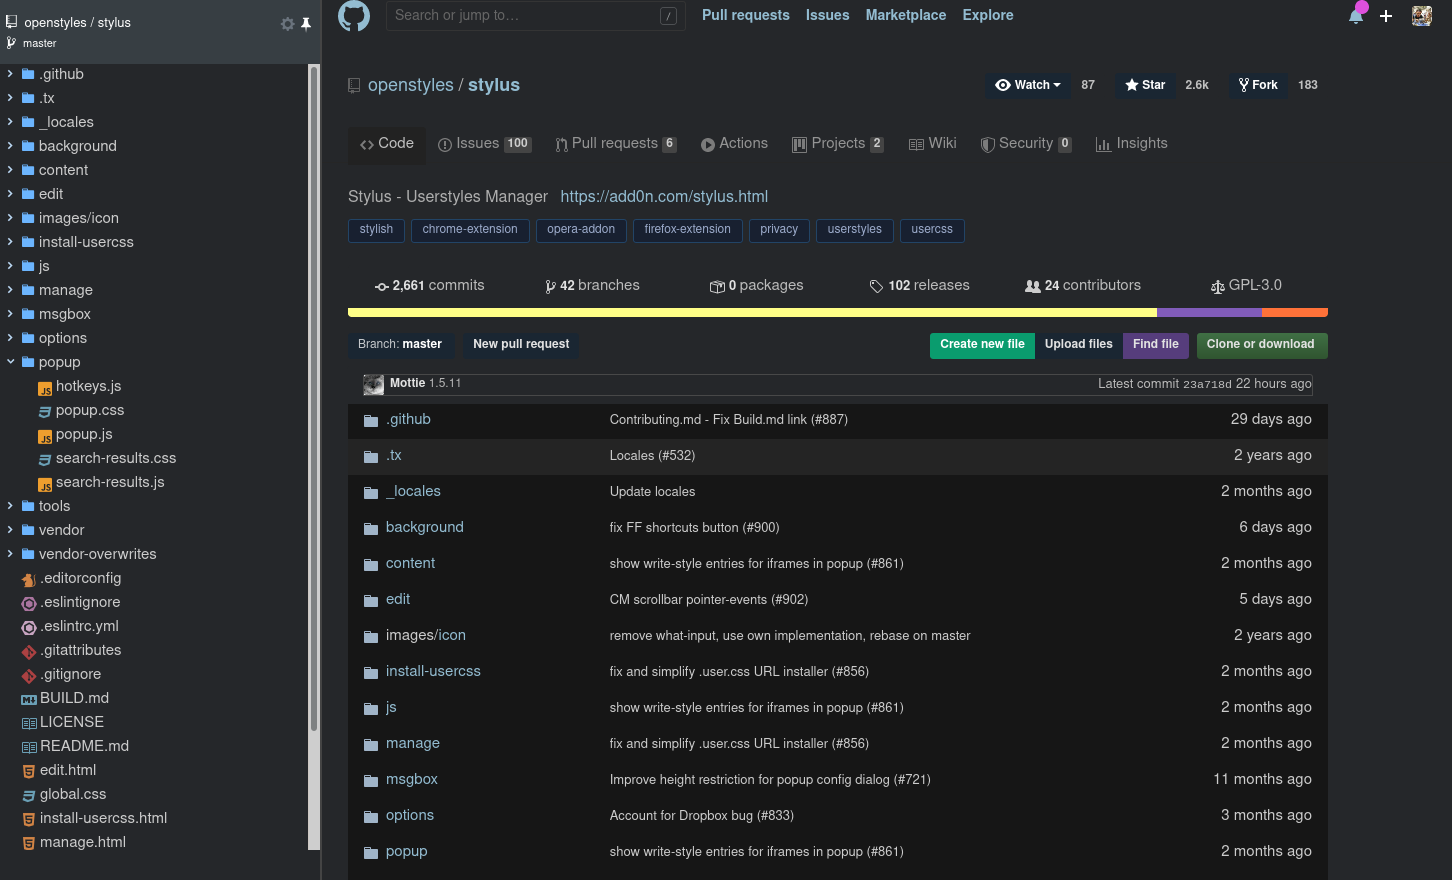 openstyles / stylus
master
.github
.tx
_locales
background
content
edit
images/icon
install-usercss
js
manage
msgbox
options
popup
hotkeys.js
popup.css
popup.js
search-results.css
search-results.js
tools
vendor
vendor-overwrites
.editorconfig
.eslintignore
.eslintrc.yml
.gitattributes
.gitignore
BUILD.md
LICENSE
README.md
edit.html
global.css
install-usercss.html
manage.html
Search or jump to… / Pull requests Issues Marketplace Explore
openstyles / stylus Watch 87 Star 2.6k Fork 183
Code Issues 100 Pull requests 6 Actions Projects 2 Wiki Security 0 Insights
Stylus - Userstyles Manager https://add0n.com/stylus.html
stylish chrome-extension opera-addon firefox-extension privacy userstyles usercss
2,661 commits 42 branches 0 packages 102 releases 24 contributors GPL-3.0
Branch: master New pull request Create new file Upload files Find file Clone or download
Mottie 1.5.11 Latest commit 23a718d 22 hours ago
.github Contributing.md - Fix Build.md link (#887) 29 days ago
.tx Locales (#532) 2 years ago
_locales Update locales 2 months ago
background fix FF shortcuts button (#900) 6 days ago
content show write-style entries for iframes in popup (#861) 2 months ago
edit CM scrollbar pointer-events (#902) 5 days ago
images/icon remove what-input, use own implementation, rebase on master 2 years ago
install-usercss fix and simplify .user.css URL installer (#856) 2 months ago
js show write-style entries for iframes in popup (#861) 2 months ago
manage fix and simplify .user.css URL installer (#856) 2 months ago
msgbox Improve height restriction for popup config dialog (#721) 11 months ago
options Account for Dropbox bug (#833) 3 months ago
popup show write-style entries for iframes in popup (#861) 2 months ago